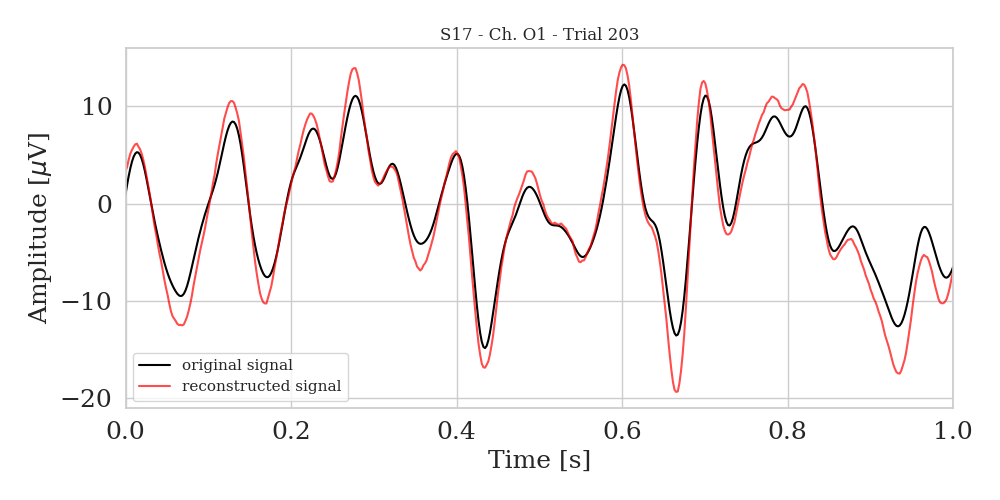 S17 - Ch. O1 - Trial 203
Amplitude [μV]
10
0
−10
−20
original signal
reconstructed signal
0.0 0.2 0.4 0.6 0.8 1.0
Time [s]